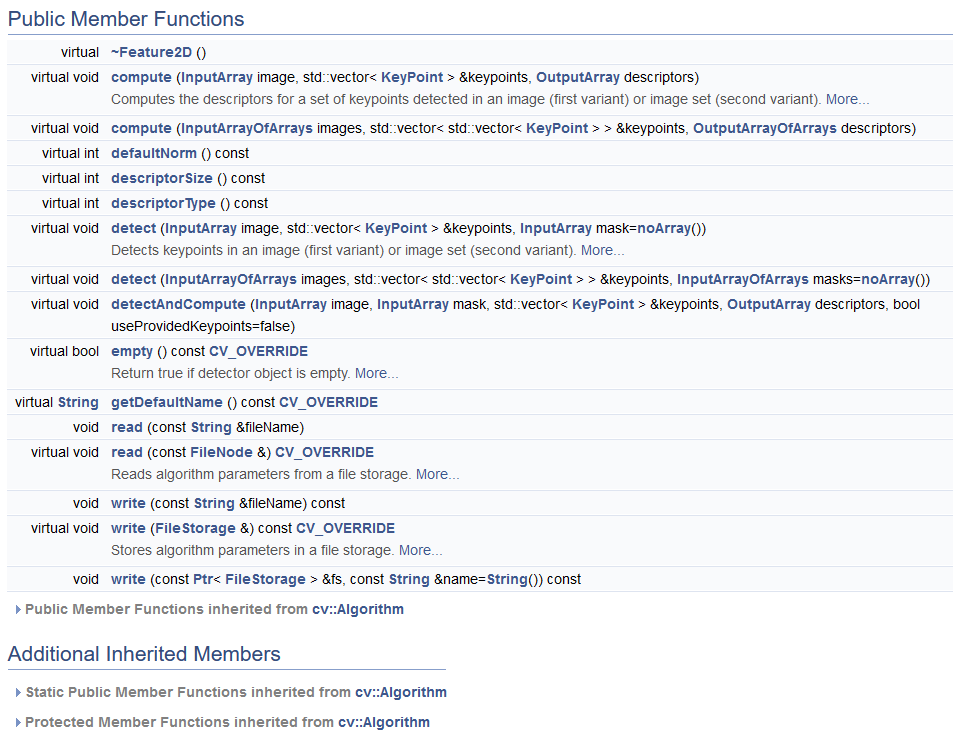 Public Member Functions
virtual ~Feature2D ()
virtual void compute (InputArray image, std::vector< KeyPoint > &keypoints, OutputArray descriptors)
Computes the descriptors for a set of keypoints detected in an image (first variant) or image set (second variant). More...
virtual void compute (InputArrayOfArrays images, std::vector< std::vector< KeyPoint > > &keypoints, OutputArrayOfArrays descriptors)
virtual int defaultNorm () const
virtual int descriptorSize () const
virtual int descriptorType () const
virtual void detect (InputArray image, std::vector< KeyPoint > &keypoints, InputArray mask=noArray())
Detects keypoints in an image (first variant) or image set (second variant). More...
virtual void detect (InputArrayOfArrays images, std::vector< std::vector< KeyPoint > > &keypoints, InputArrayOfArrays masks=noArray())
virtual void detectAndCompute (InputArray image, InputArray mask, std::vector< KeyPoint > &keypoints, OutputArray descriptors, bool
useProvidedKeypoints=false)
virtual bool empty () const CV_OVERRIDE
Return true if detector object is empty. More...
virtual String getDefaultName () const CV_OVERRIDE
void read (const String &fileName)
virtual void read (const FileNode &) CV_OVERRIDE
Reads algorithm parameters from a file storage. More...
void write (const String &fileName) const
virtual void write (FileStorage &) const CV_OVERRIDE
Stores algorithm parameters in a file storage. More...
void write (const Ptr< FileStorage > &fs, const String &name=String()) const
Public Member Functions inherited from cv::Algorithm
Additional Inherited Members
Static Public Member Functions inherited from cv::Algorithm
Protected Member Functions inherited from cv::Algorithm